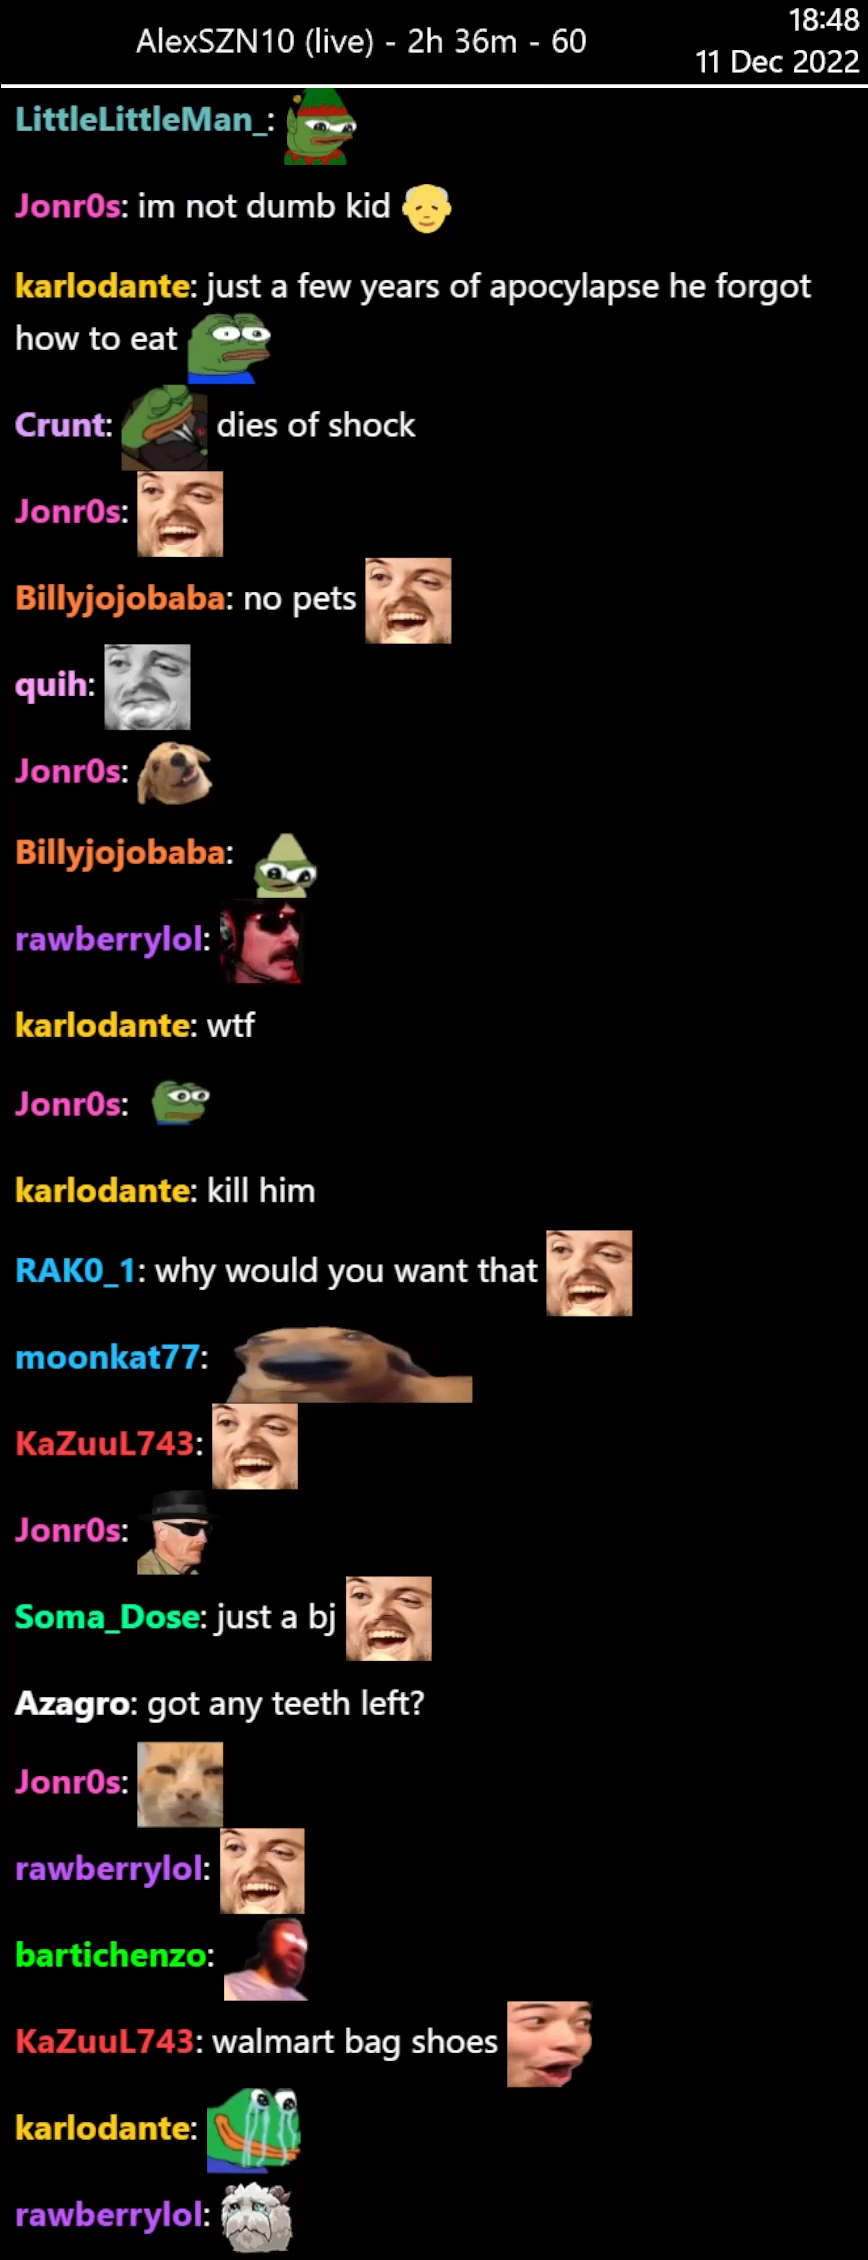 AlexSZN10 (live) - 2h 36m - 60
18:48
11 Dec 2022
LittleLittleMan_:
Jonr0s: im not dumb kid
karlodante: just a few years of apocylapse he forgot
how to eat
Crunt: dies of shock
Jonr0s:
Billyjojobaba: no pets
quih:
Jonr0s:
Billyjojobaba:
rawberrylol:
karlodante: wtf
Jonr0s:
karlodante: kill him
RAK0_1: why would you want that
moonkat77:
KaZuuL743:
Jonr0s:
Soma_Dose: just a bj
Azagro: got any teeth left?
Jonr0s:
rawberrylol:
bartichenzo:
KaZuuL743: walmart bag shoes
karlodante:
rawberrylol: